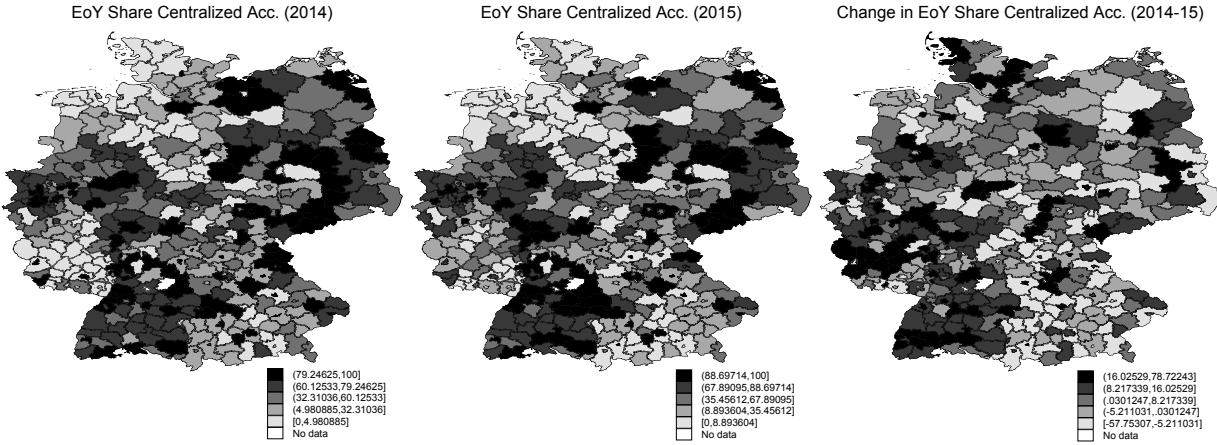 EoY Share Centralized Acc. (2014)
(79.24625,100]
(60.12533,79.24625]
(32.31036,60.12533]
(4.980885,32.31036]
[0,4.980885]
No data
EoY Share Centralized Acc. (2015)
(88.69714,100]
(67.89095,88.69714]
(35.45612,67.89095]
(8.893604,35.45612]
[0,8.893604]
No data
Change in EoY Share Centralized Acc. (2014-15)
(16.02529,78.72243]
(8.217339,16.02529]
(.0301247,8.217339]
(-5.211031,.0301247]
[-57.75307,-5.211031]
No data